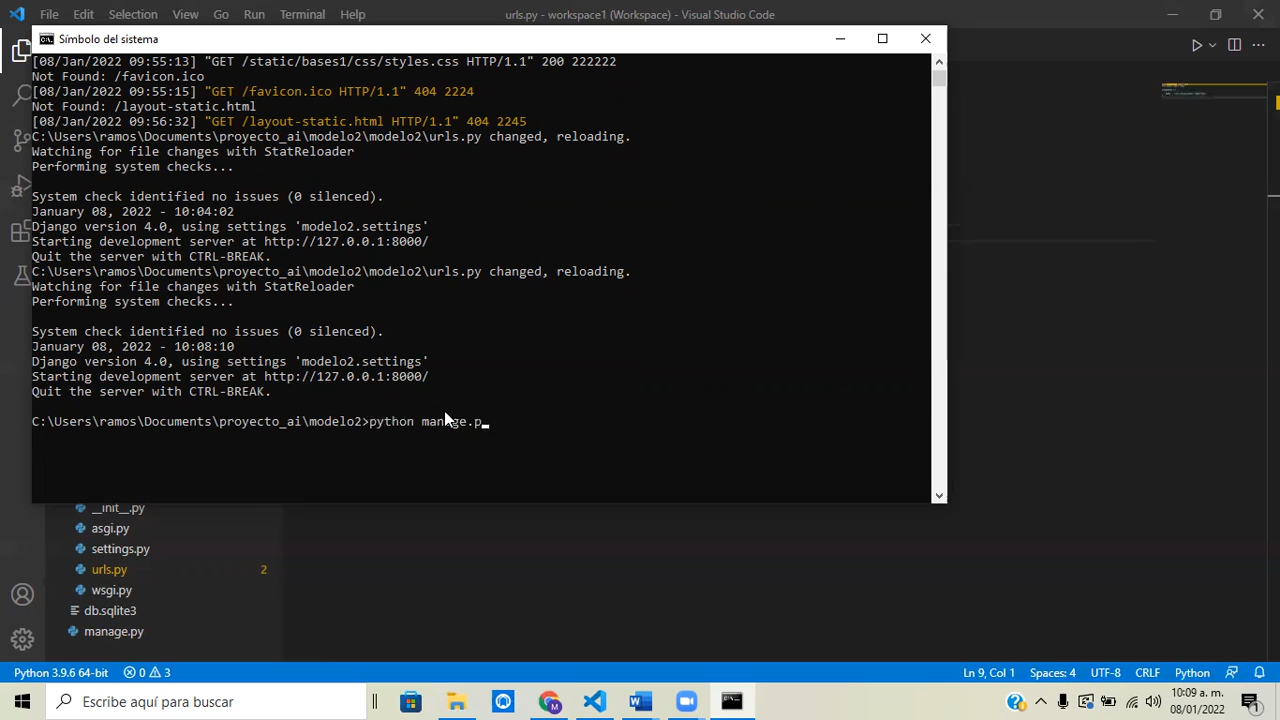 File Edit Selection View Go Run Terminal Help urls.py - workspace1 (Workspace) - Visual Studio Code
Símbolo del sistema
[08/Jan/2022 09:55:13] "GET /static/bases1/css/styles.css HTTP/1.1" 200 222222
Not Found: /favicon.ico
[08/Jan/2022 09:55:15] "GET /favicon.ico HTTP/1.1" 404 2224
Not Found: /layout-static.html
[08/Jan/2022 09:56:32] "GET /layout-static.html HTTP/1.1" 404 2245
C:\Users\ramos\Documents\proyecto_ai\modelo2\modelo2\urls.py changed, reloading.
Watching for file changes with StatReloader
Performing system checks...
System check identified no issues (0 silenced).
January 08, 2022 - 10:04:02
Django version 4.0, using settings 'modelo2.settings'
Starting development server at http://127.0.0.1:8000/
Quit the server with CTRL-BREAK.
C:\Users\ramos\Documents\proyecto_ai\modelo2\modelo2\urls.py changed, reloading.
Watching for file changes with StatReloader
Performing system checks...
System check identified no issues (0 silenced).
January 08, 2022 - 10:08:10
Django version 4.0, using settings 'modelo2.settings'
Starting development server at http://127.0.0.1:8000/
Quit the server with CTRL-BREAK.
C:\Users\ramos\Documents\proyecto_ai\modelo2>python manage.p
__init__.py
asgi.py
settings.py
urls.py 2
wsgi.py
db.sqlite3
manage.py
Python 3.9.6 64-bit 0 3 Ln 9, Col 1 Spaces: 4 UTF-8 CRLF Python
Escribe aquí para buscar
10:09 a. m.
08/01/2022
1